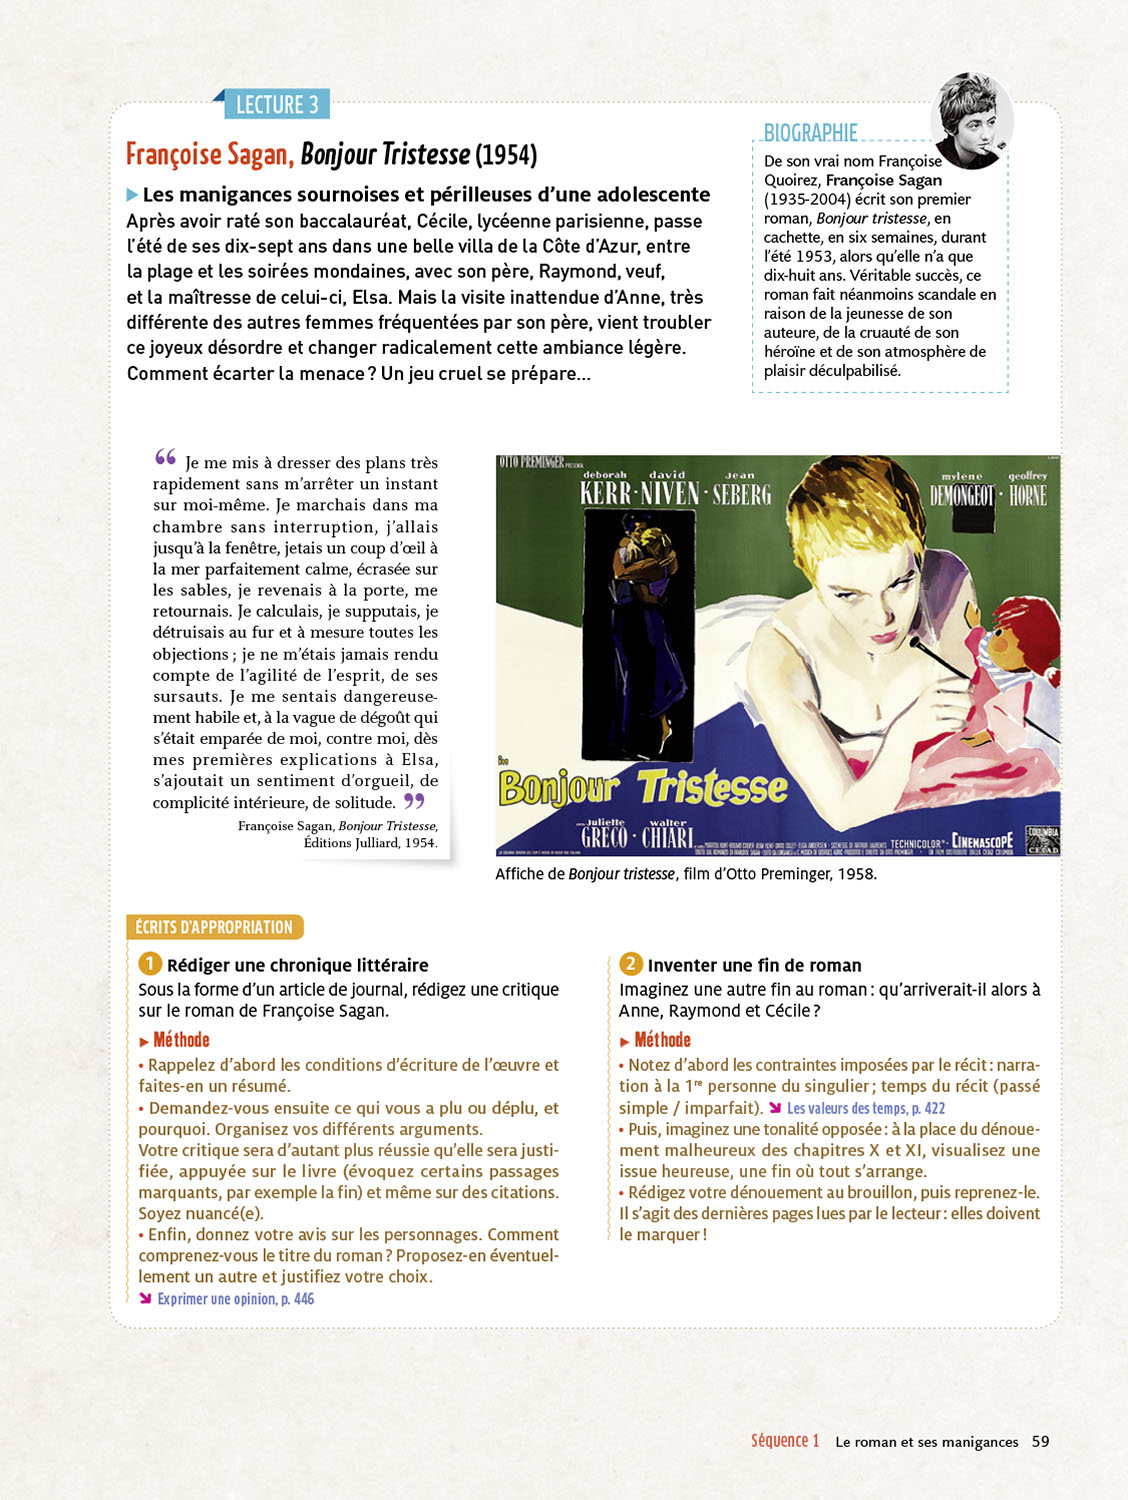 LECTURE 3
Françoise Sagan, Bonjour Tristesse (1954)
Les manigances sournoises et périlleuses d'une adolescente
Après avoir raté son baccalauréat, Cécile, lycéenne parisienne, passe
l'été de ses dix-sept ans dans une belle villa de la Côte d'Azur, entre
la plage et les soirées mondaines, avec son père, Raymond, veuf,
et la maîtresse de celui-ci, Elsa. Mais la visite inattendue d'Anne, très
différente des autres femmes fréquentées par son père, vient troubler
ce joyeux désordre et changer radicalement cette ambiance légère.
Comment écarter la menace ? Un jeu cruel se prépare...
BIOGRAPHIE
De son vrai nom Françoise
Quoirez, Françoise Sagan
(1935-2004) écrit son premier
roman, Bonjour tristesse, en
cachette, en six semaines, durant
l'été 1953, alors qu'elle n'a que
dix-huit ans. Véritable succès, ce
roman fait néanmoins scandale en
raison de la jeunesse de son
auteure, de la cruauté de son
héroïne et de son atmosphère de
plaisir déculpabilisé.
“ Je me mis à dresser des plans très
rapidement sans m'arrêter un instant
sur moi-même. Je marchais dans ma
chambre sans interruption, j'allais
jusqu'à la fenêtre, jetais un coup d'œil à
la mer parfaitement calme, écrasée sur
les sables, je revenais à la porte, me
retournais. Je calculais, je supputais, je
détruisais au fur et à mesure toutes les
objections ; je ne m'étais jamais rendu
compte de l'agilité de l'esprit, de ses
sursauts. Je me sentais dangereuse-
ment habile et, à la vague de dégoût qui
s'était emparée de moi, contre moi, dès
mes premières explications à Elsa,
s'ajoutait un sentiment d'orgueil, de
complicité intérieure, de solitude. ”
Françoise Sagan, Bonjour Tristesse,
Éditions Julliard, 1954.
OTTO PREMINGER PRESENTA
deborah KERR · david NIVEN · jean SEBERG
mylene DEMONGEOT · geoffrey HORNE
Bonjour Tristesse
juliette GRECO · walter CHIARI
TECHNICOLOR · CINEMASCOPE
COLUMBIA
CEIAD
Affiche de Bonjour tristesse, film d'Otto Preminger, 1958.
ÉCRITS D'APPROPRIATION
1 Rédiger une chronique littéraire
Sous la forme d'un article de journal, rédigez une critique
sur le roman de Françoise Sagan.
Méthode
• Rappelez d'abord les conditions d'écriture de l'œuvre et
faites-en un résumé.
• Demandez-vous ensuite ce qui vous a plu ou déplu, et
pourquoi. Organisez vos différents arguments.
Votre critique sera d'autant plus réussie qu'elle sera justi-
fiée, appuyée sur le livre (évoquez certains passages
marquants, par exemple la fin) et même sur des citations.
Soyez nuancé(e).
• Enfin, donnez votre avis sur les personnages. Comment
comprenez-vous le titre du roman ? Proposez-en éventuel-
lement un autre et justifiez votre choix.
Exprimer une opinion, p. 446
2 Inventer une fin de roman
Imaginez une autre fin au roman : qu'arriverait-il alors à
Anne, Raymond et Cécile ?
Méthode
• Notez d'abord les contraintes imposées par le récit : narra-
tion à la 1re personne du singulier ; temps du récit (passé
simple / imparfait). Les valeurs des temps, p. 422
• Puis, imaginez une tonalité opposée : à la place du dénoue-
ment malheureux des chapitres X et XI, visualisez une
issue heureuse, une fin où tout s'arrange.
• Rédigez votre dénouement au brouillon, puis reprenez-le.
Il s'agit des dernières pages lues par le lecteur : elles doivent
le marquer !
Séquence 1 Le roman et ses manigances 59